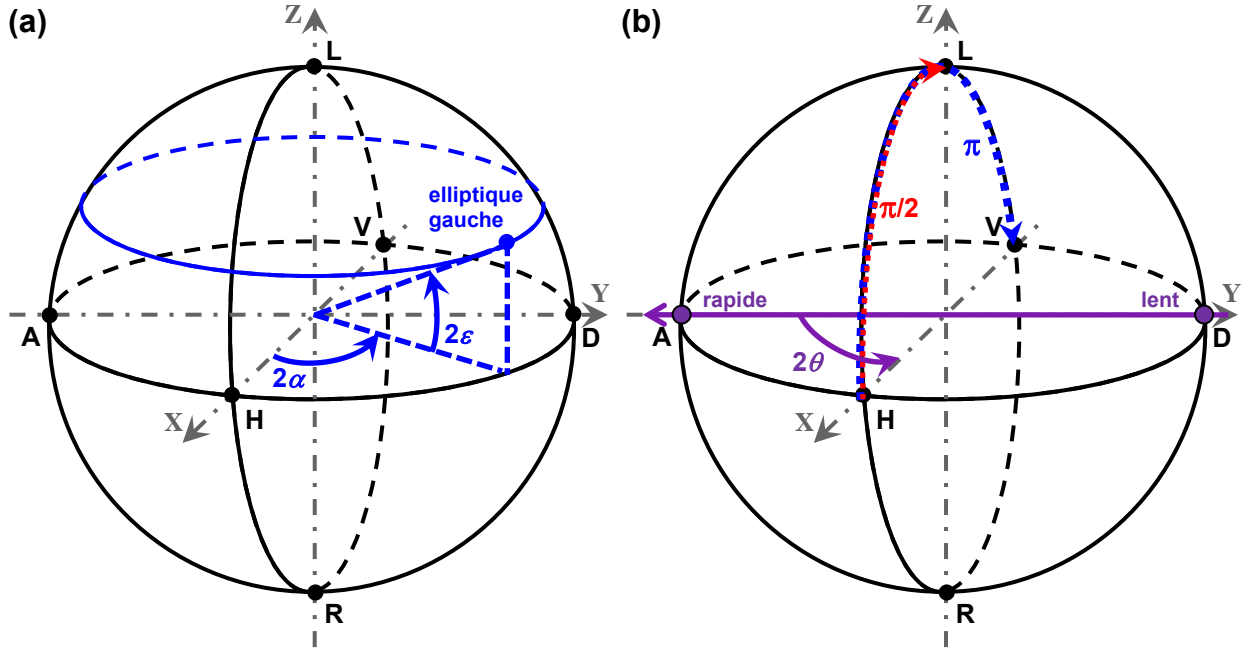 (a)
Z
L
elliptique
gauche
V
Y
A
D
2ε
2α
X
H
R
(b)
Z
L
π
π/2
V
rapide
lent
Y
A
D
2θ
X
H
R